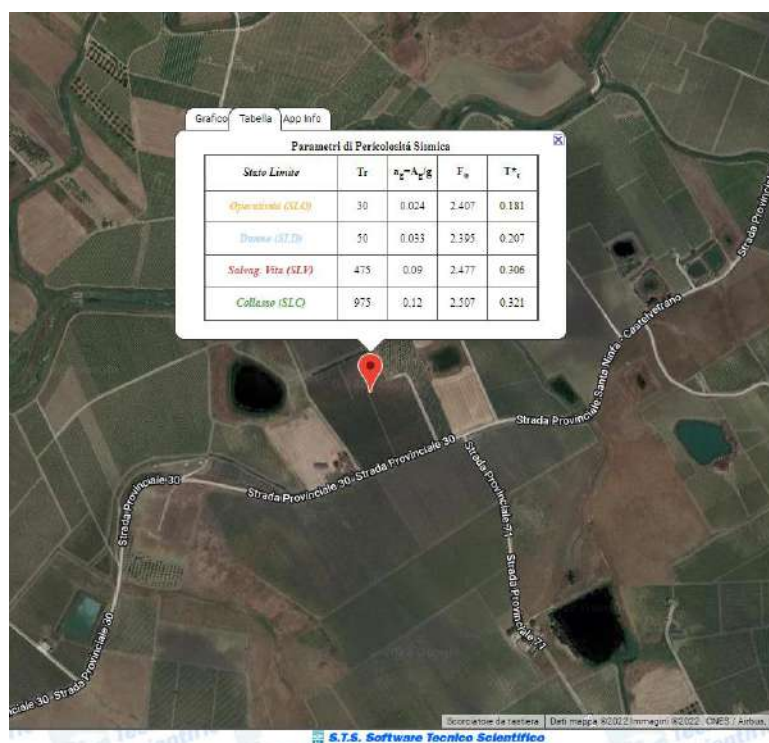 Grafico Tabella App Info
Parametri di Pericolosità Sismica
Stato Limite Tr ag=Ag/g Fo T*c
Operatività (SLO) 30 0.024 2.407 0.181
Danno (SLD) 50 0.033 2.395 0.207
Salvag. Vita (SLV) 475 0.09 2.477 0.306
Collasso (SLC) 975 0.12 2.507 0.321
Strada Provinciale
Strada Provinciale Santa Ninfa - Castelvetrano
Strada Provinciale 30
Strada Provinciale 30-Strada Provinciale 30
Strada Provinciale 71
Strada Provinciale 71
Strada Provinciale 30
ciale 30-Strada
Scorciatoie da tastiera Dati mappa ©2022 Immagini ©2022 , CNES / Airbus,
S.T.S. Software Tecnico Scientifico